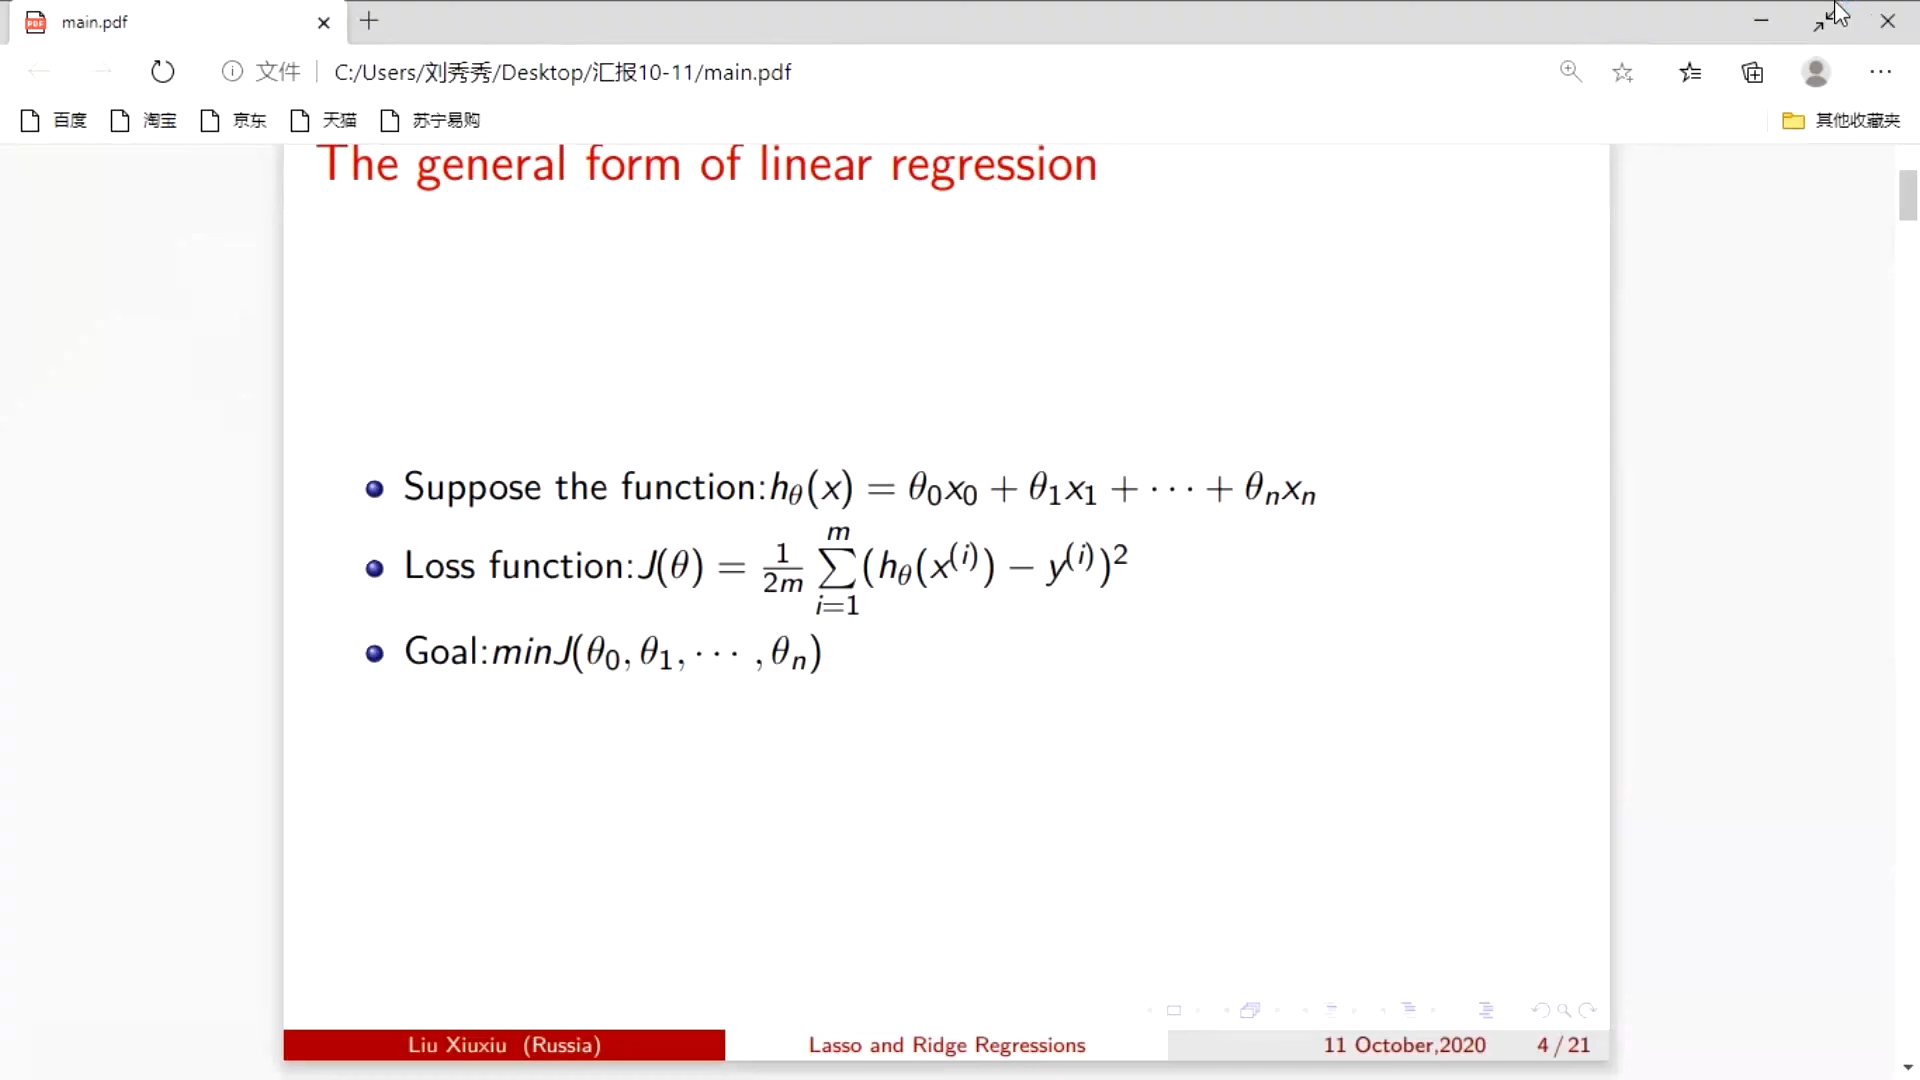 main.pdf
文件 C:/Users/刘秀秀/Desktop/汇报10-11/main.pdf
百度 淘宝 京东 天猫 苏宁易购 其他收藏夹
The general form of linear regression
Suppose the function:hθ(x) = θ0x0 + θ1x1 + ··· + θnxn
Loss function:J(θ) = 1/2m ∑_{i=1}^{m} (hθ(x^(i)) − y^(i))^2
Goal:minJ(θ0, θ1, ··· , θn)
Liu Xiuxiu (Russia) Lasso and Ridge Regressions 11 October,2020 4 / 21